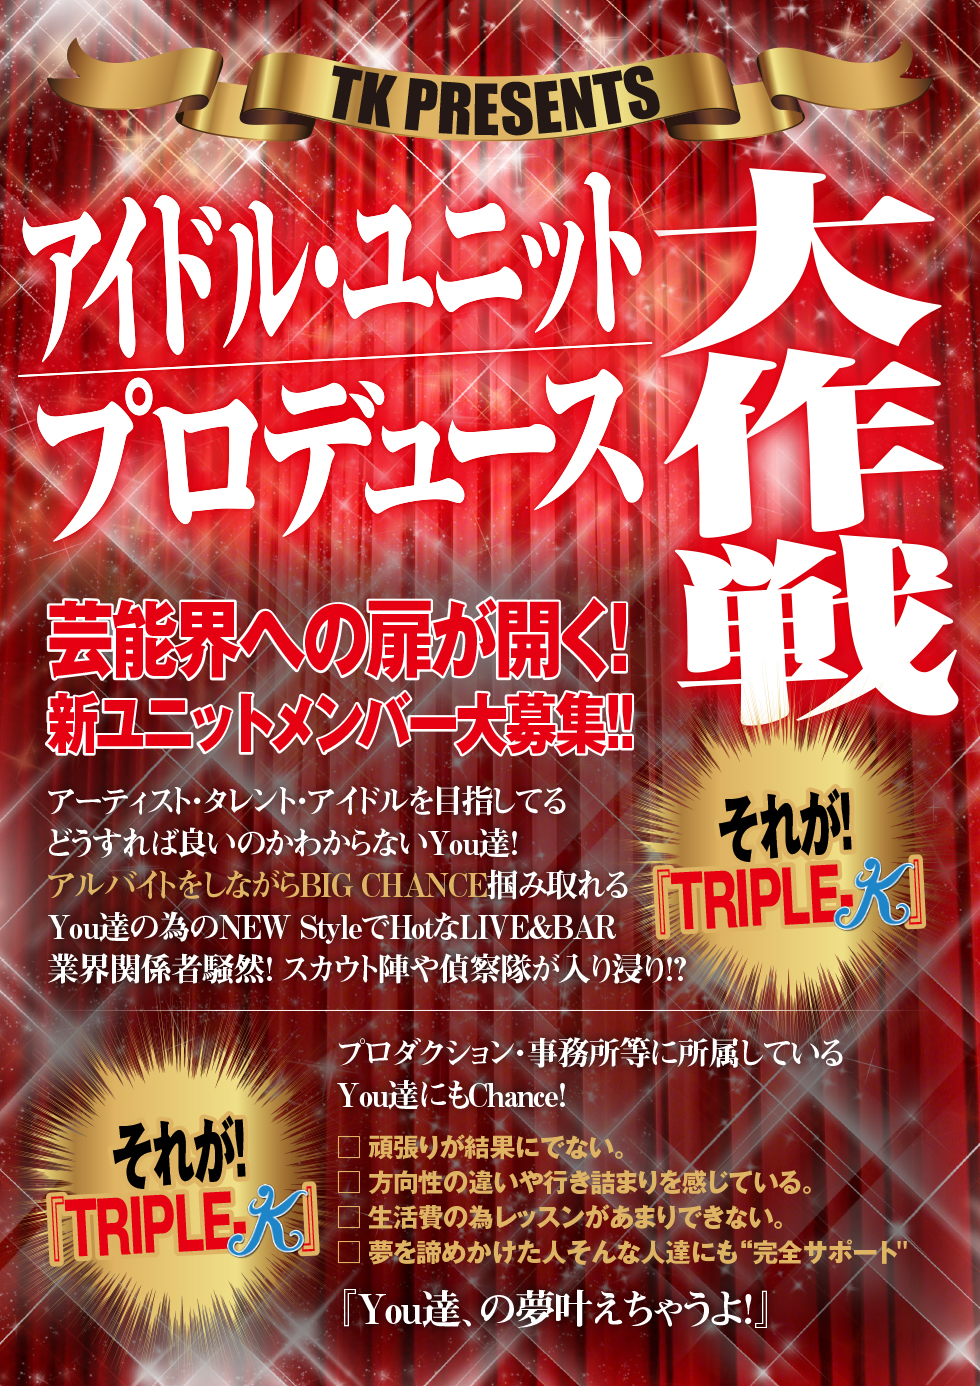 TK PRESENTS
アイドル・ユニット
プロデュース
大作戦
芸能界への扉が開く!
新ユニットメンバー大募集!!
アーティスト・タレント・アイドルを目指してる
どうすれば良いのかわからないYou達!
アルバイトをしながらBIG CHANCE掴み取れる
You達の為のNEW StyleでHotなLIVE&BAR
業界関係者騒然! スカウト陣や偵察隊が入り浸り!?
それが!
『TRIPLE-K』
プロダクション・事務所等に所属している
You達にもChance!
□ 頑張りが結果にでない。
□ 方向性の違いや行き詰まりを感じている。
□ 生活費の為レッスンがあまりできない。
□ 夢を諦めかけた人そんな人達にも“完全サポート"
それが!
『TRIPLE-K』
『You達、の夢叶えちゃうよ!』